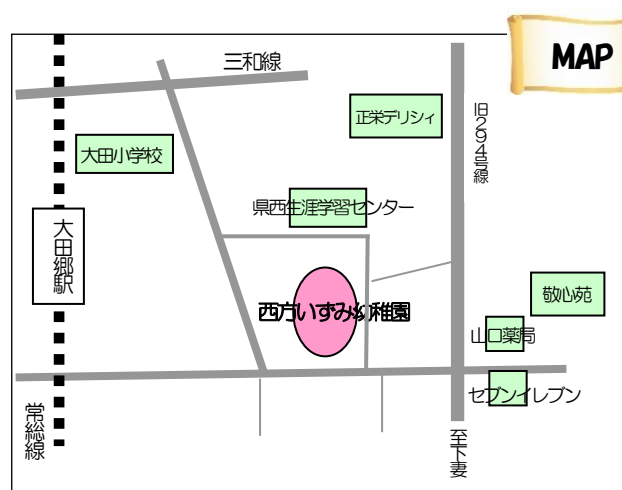 MAP
三和線
正栄デリシィ
旧294号線
大田小学校
県西生涯学習センター
大田郷駅
敬心苑
西方いずみ幼稚園
山口薬局
セブンイレブン
常総線
至下妻